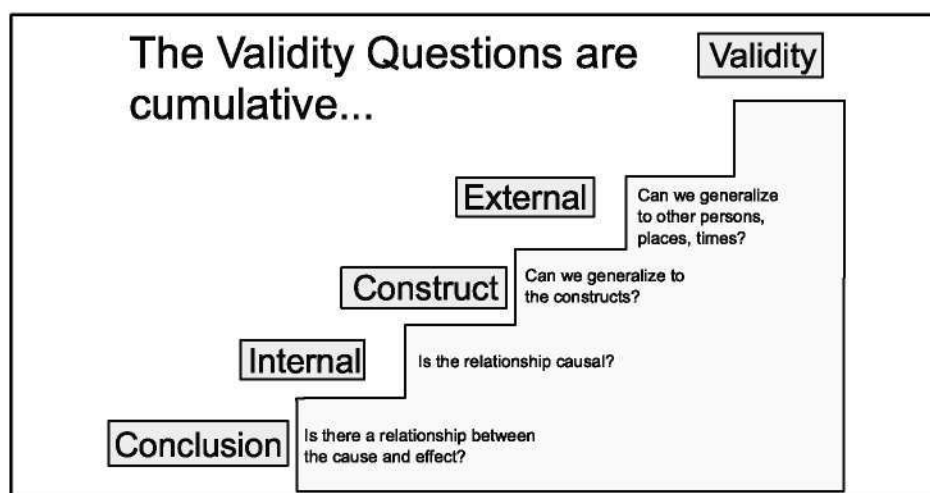 The Validity Questions are
cumulative...
Validity
External
Can we generalize
to other persons,
places, times?
Construct
Can we generalize to
the constructs?
Internal
Is the relationship causal?
Conclusion
Is there a relationship between
the cause and effect?